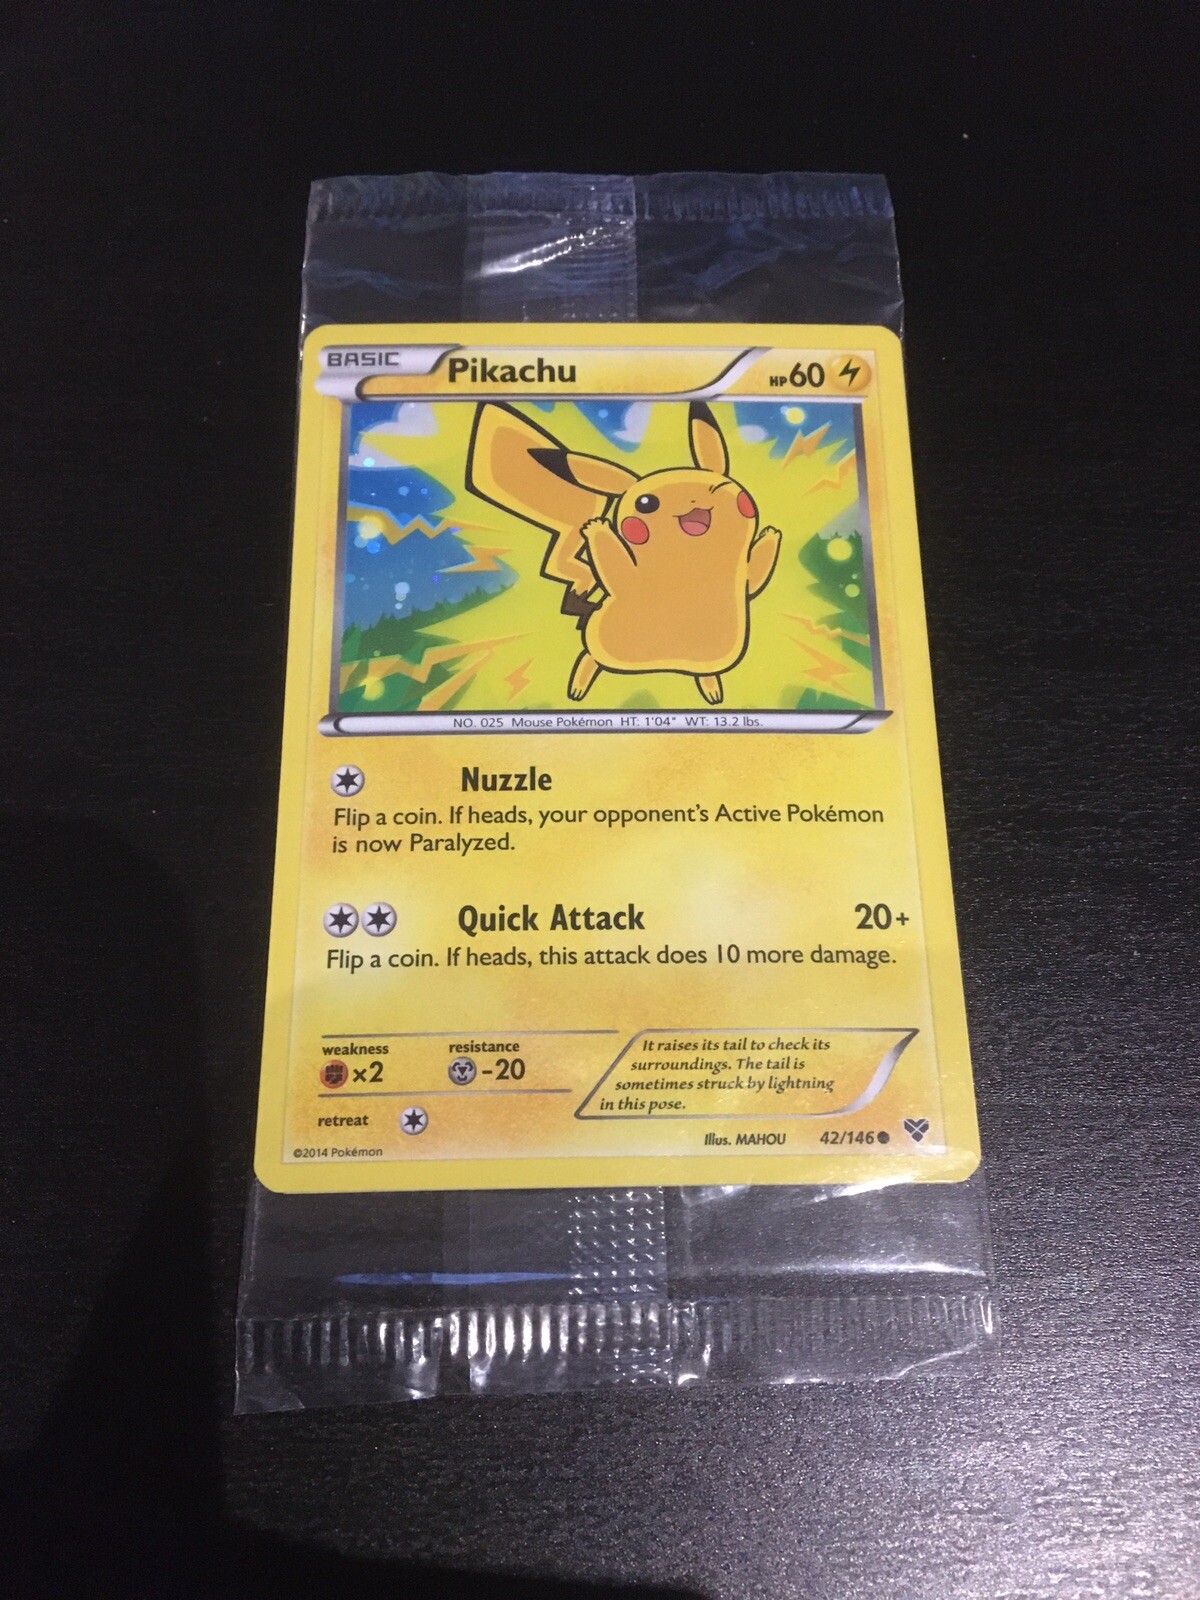 BASIC Pikachu HP60
NO. 025 Mouse Pokémon HT: 1'04" WT: 13.2 lbs.
Nuzzle
Flip a coin. If heads, your opponent's Active Pokémon
is now Paralyzed.
Quick Attack 20+
Flip a coin. If heads, this attack does 10 more damage.
weakness
×2
resistance
-20
retreat
It raises its tail to check its
surroundings. The tail is
sometimes struck by lightning
in this pose.
Illus. MAHOU 42/146
©2014 Pokémon